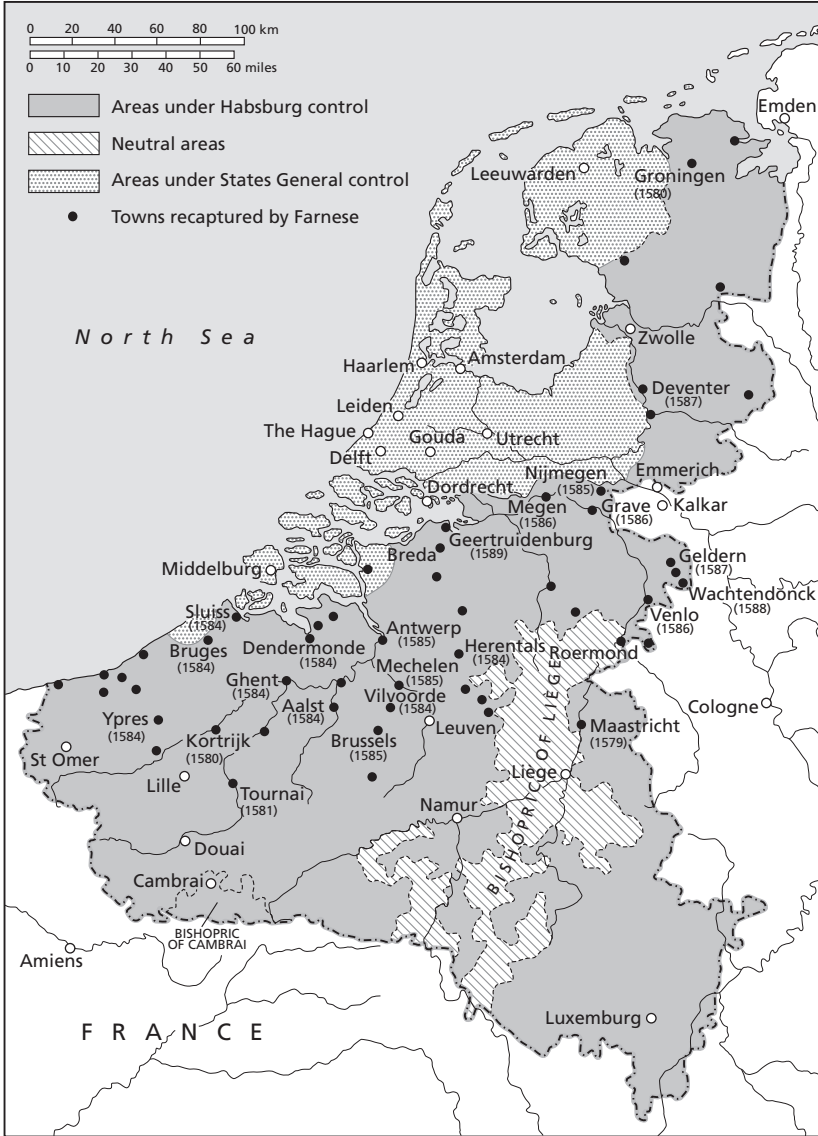 0 20 40 60 80 100 km
0 10 20 30 40 50 60 miles
Areas under Habsburg control
Neutral areas
Areas under States General control
Towns recaptured by Farnese
Emden
Leeuwarden
Groningen
(1580)
North Sea
Zwolle
Haarlem
Amsterdam
Deventer
(1587)
Leiden
The Hague
Gouda
Utrecht
Delft
Emmerich
Nijmegen
(1585)
Dordrecht
Megen
(1586)
Grave
(1586)
Kalkar
Geertruidenburg
(1589)
Breda
Geldern
(1587)
Middelburg
Wachtendonck
(1588)
Sluiss
(1584)
Venlo
(1586)
Bruges
(1584)
Dendermonde
(1584)
Antwerp
(1585)
Herentals
(1584)
Roermond
Mechelen
(1585)
Ghent
(1584)
Vilvoorde
(1584)
Aalst
(1584)
Cologne
Ypres
(1584)
Leuven
Maastricht
(1579)
Kortrijk
(1580)
Brussels
(1585)
St Omer
Lille
Liège
Tournai
(1581)
Namur
BISHOPRIC OF LIÈGE
Douai
Cambrai
BISHOPRIC
OF CAMBRAI
Amiens
Luxemburg
FRANCE